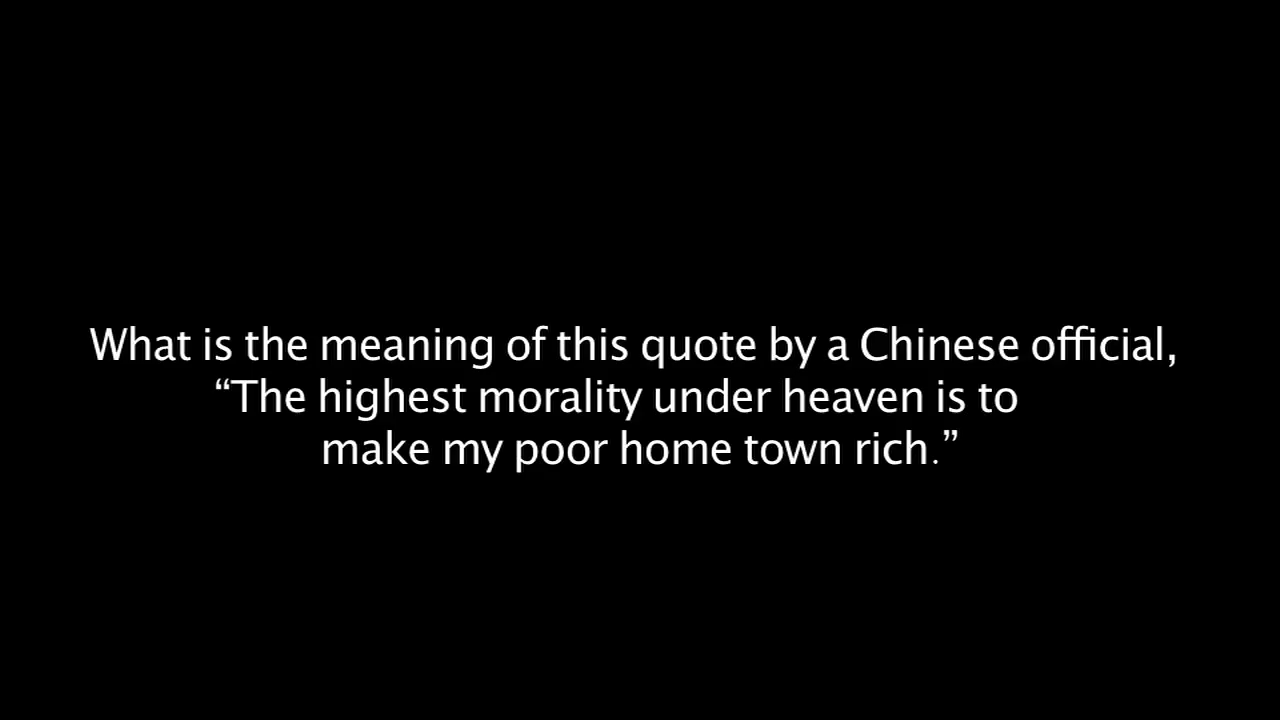 What is the meaning of this quote by a Chinese official,
“The highest morality under heaven is to
make my poor home town rich.”